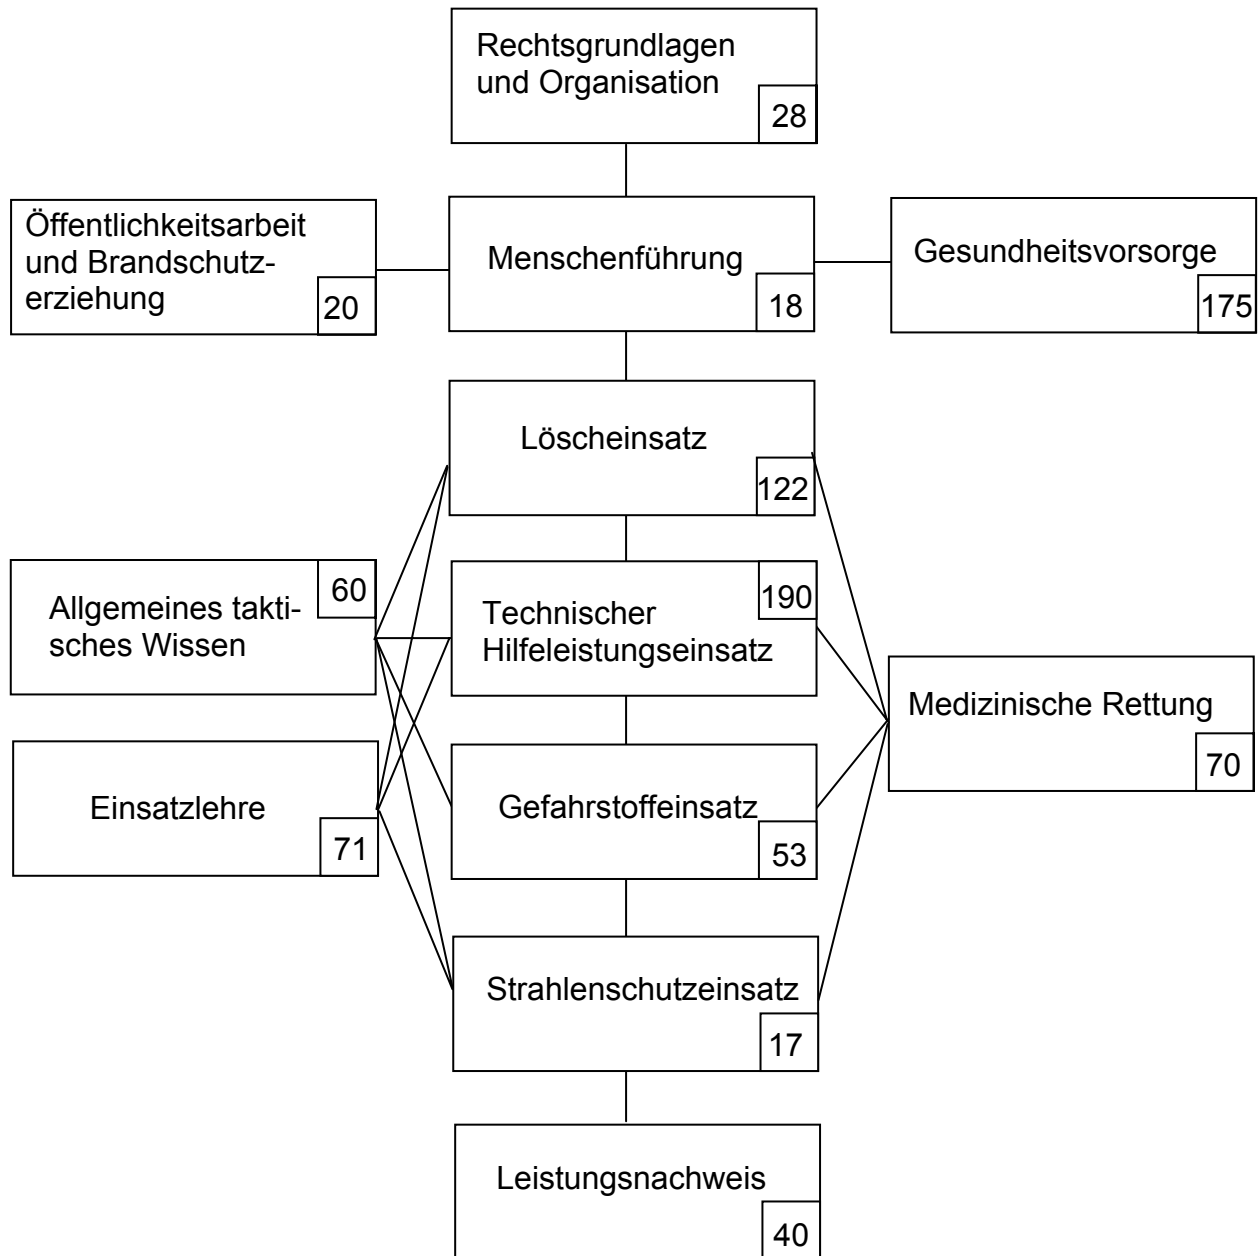 Rechtsgrundlagen
und Organisation
28
Öffentlichkeitsarbeit
und Brandschutz-
erziehung
20
Menschenführung
18
Gesundheitsvorsorge
175
Löscheinsatz
122
Allgemeines takti-
sches Wissen
60
Technischer
Hilfeleistungseinsatz
190
Medizinische Rettung
70
Einsatzlehre
71
Gefahrstoffeinsatz
53
Strahlenschutzeinsatz
17
Leistungsnachweis
40